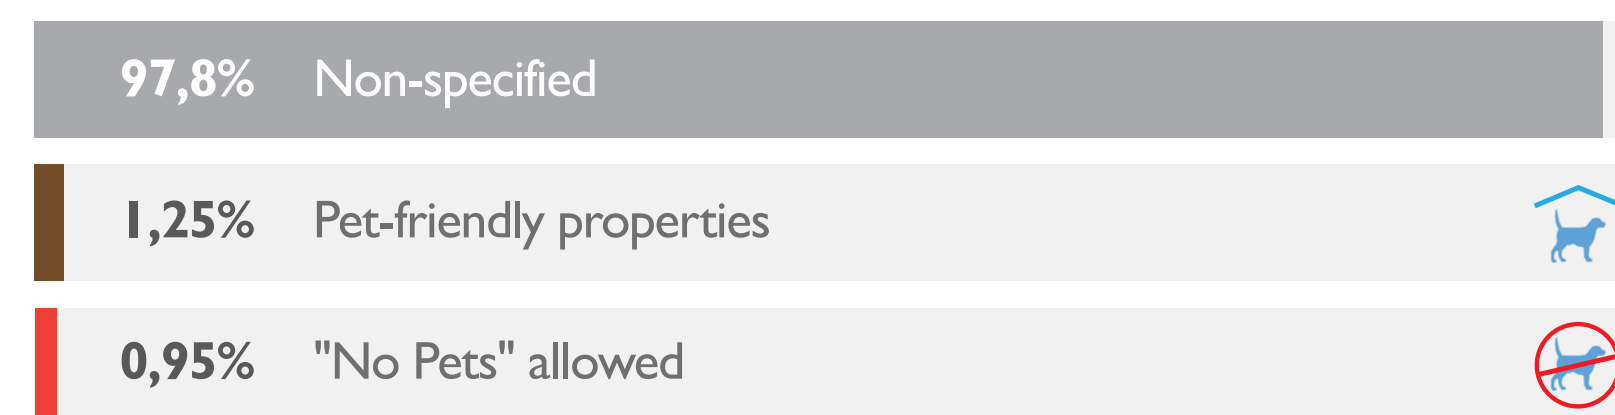 97,8% Non-specified
1,25% Pet-friendly properties
0,95% "No Pets" allowed